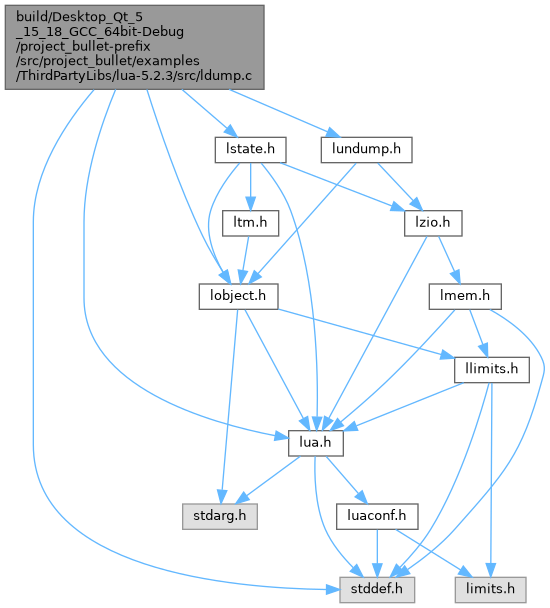 build/Desktop_Qt_5
_15_18_GCC_64bit-Debug
/project_bullet-prefix
/src/project_bullet/examples
/ThirdPartyLibs/lua-5.2.3/src/ldump.c
lstate.h
lundump.h
ltm.h
lzio.h
lobject.h
lmem.h
llimits.h
lua.h
stdarg.h
luaconf.h
stddef.h
limits.h